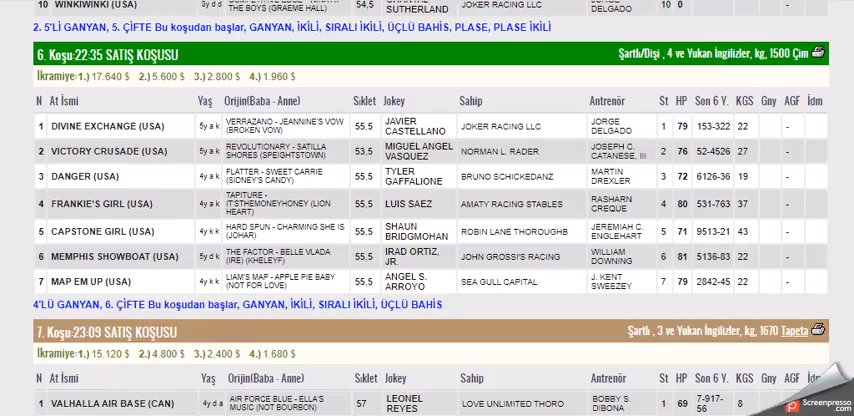 10 WINKIWINKI (USA) 3y d d THE BOYS (GRAEME HALL) 54,5 SUTHERLAND JOKER RACING LLC DELGADO 10 0
2. 5'Lİ GANYAN, 5. ÇİFTE Bu koşudan başlar, GANYAN, İKİLİ, SIRALI İKİLİ, ÜÇLÜ BAHİS, PLASE, PLASE İKİLİ
6. Koşu:22:35 SATIŞ KOŞUSU Şartlı/Dişi , 4 ve Yukarı İngilizler, kg, 1500 Çim
İkramiye:1.) 17.640 $ 2.) 5.600 $ 3.) 2.800 $ 4.) 1.960 $
N At İsmi Yaş Orijin(Baba - Anne) Sıklet Jokey Sahip Antrenör St HP Son 6 Y. KGS Gny AGF İdm
1 DIVINE EXCHANGE (USA) 5y a k VERRAZANO - JEANNINE'S VOW (BROKEN VOW) 55,5 JAVIER CASTELLANO JOKER RACING LLC JORGE DELGADO 1 79 153-322 22 -
2 VICTORY CRUSADE (USA) 5y a k REVOLUTIONARY - SATILLA SHORES (SPEIGHTSTOWN) 53,5 MIGUEL ANGEL VASQUEZ NORMAN L. RADER JOSEPH C. CATANESE, III 2 76 52-4526 27 -
3 DANGER (USA) 4y a k FLATTER - SWEET CARRIE (SIDNEY'S CANDY) 55,5 TYLER GAFFALIONE BRUNO SCHICKEDANZ MARTIN DREXLER 3 72 6126-36 19 -
4 FRANKIE'S GIRL (USA) 4y a k TAPITURE - IT'STHEMONEYHONEY (LION HEART) 55,5 LUIS SAEZ AMATY RACING STABLES RASHARN CREQUE 4 80 531-763 37 -
5 CAPSTONE GIRL (USA) 4y k k HARD SPUN - CHARMING SHE IS (JOHAR) 55,5 SHAUN BRIDGMOHAN ROBIN LANE THOROUGHB JEREMIAH C. ENGLEHART 5 71 9513-21 43 -
6 MEMPHIS SHOWBOAT (USA) 5y d k THE FACTOR - BELLE VLADA (IRE) (KHELEYF) 55,5 IRAD ORTIZ, JR. JOHN GROSSI'S RACING WILLIAM DOWNING 6 81 5136-83 22 -
7 MAP EM UP (USA) 4y k k LIAM'S MAP - APPLE PIE BABY (NOT FOR LOVE) 55,5 ANGEL S. ARROYO SEA GULL CAPITAL J. KENT SWEEZEY 7 79 2842-45 22 -
4'LÜ GANYAN, 6. ÇİFTE Bu koşudan başlar, GANYAN, İKİLİ, SIRALI İKİLİ, ÜÇLÜ BAHİS
7. Koşu:23:09 SATIŞ KOŞUSU Şartlı , 3 ve Yukarı İngilizler, kg, 1670 Tapeta
İkramiye:1.) 15.120 $ 2.) 4.800 $ 3.) 2.400 $ 4.) 1.680 $
N At İsmi Yaş Orijin(Baba - Anne) Sıklet Jokey Sahip Antrenör St HP Son 6 Y. KGS Gny AGF İdm
1 VALHALLA AIR BASE (CAN) 4y d a AIR FORCE BLUE - ELLA'S MUSIC (NOT BOURBON) 57 LEONEL REYES LOVE UNLIMITED THORO BOBBY S. DIBONA 1 69 7-917-56 8
Screenpresso
.com